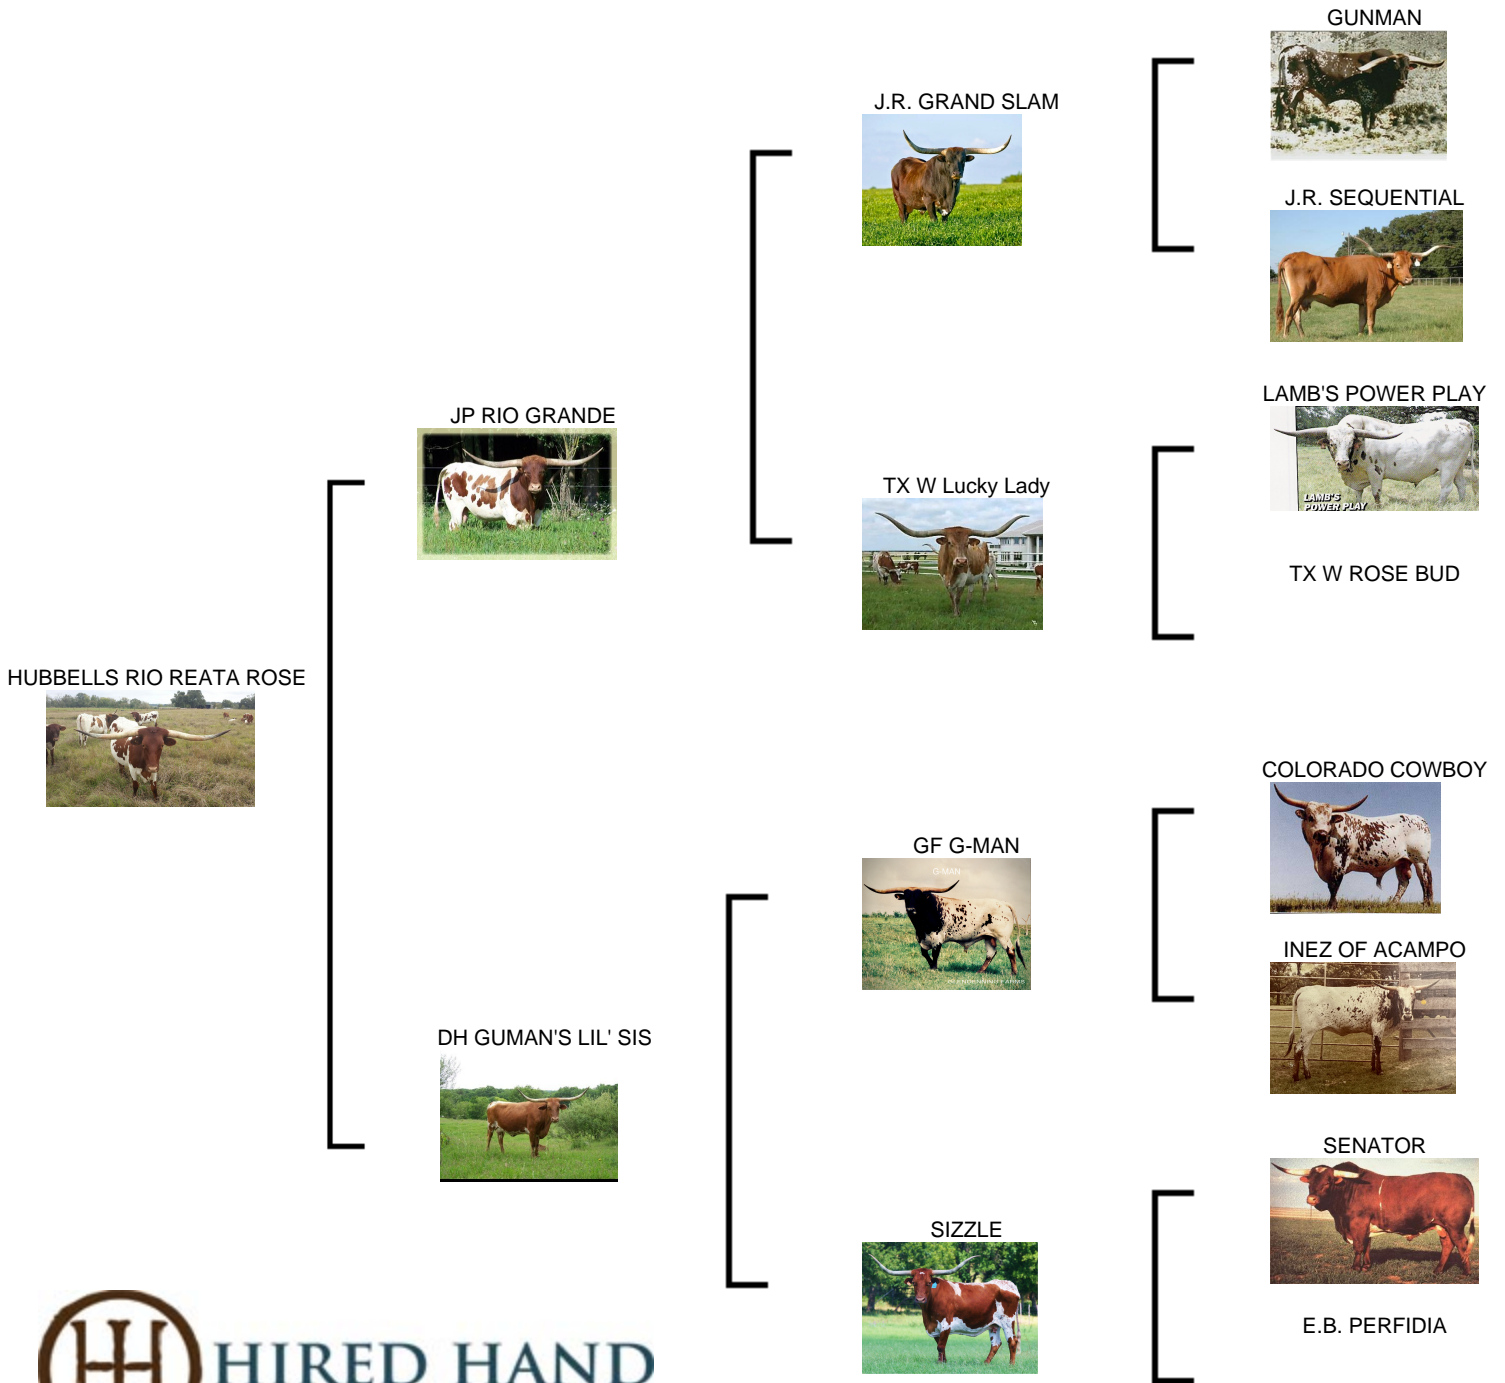 GUNMAN
J.R. GRAND SLAM
J.R. SEQUENTIAL
LAMB'S POWER PLAY
JP RIO GRANDE
LAMB'S
POWER PLAY
TX W Lucky Lady
TX W ROSE BUD
HUBBELLS RIO REATA ROSE
COLORADO COWBOY
GF G-MAN
G-MAN
INEZ OF ACAMPO
DH GUMAN'S LIL' SIS
SENATOR
SIZZLE
E.B. PERFIDIA
HIRED HAND